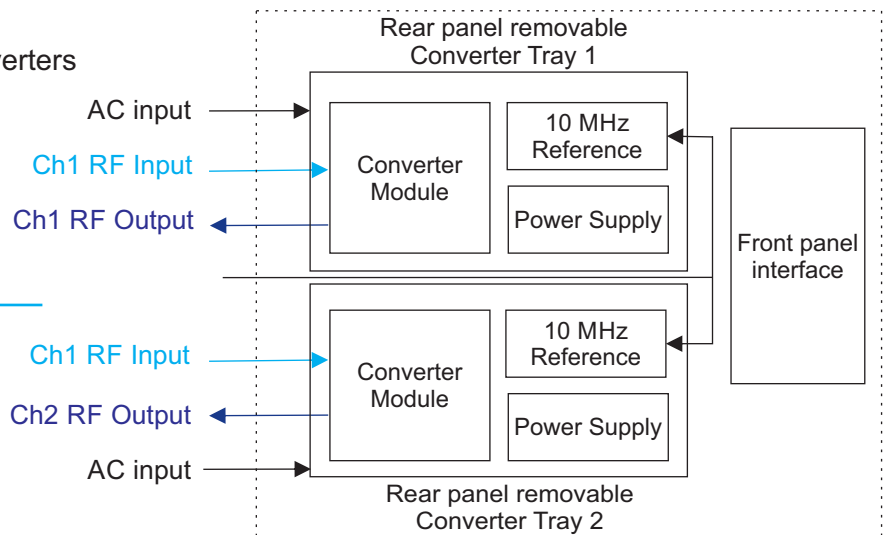 Rear panel removable
Converter Tray 1
AC input
Ch1 RF Input
Ch1 RF Output
Converter
Module
10 MHz
Reference
Power Supply
Front panel
interface
Ch1 RF Input
Ch2 RF Output
AC input
Converter
Module
10 MHz
Reference
Power Supply
Rear panel removable
Converter Tray 2